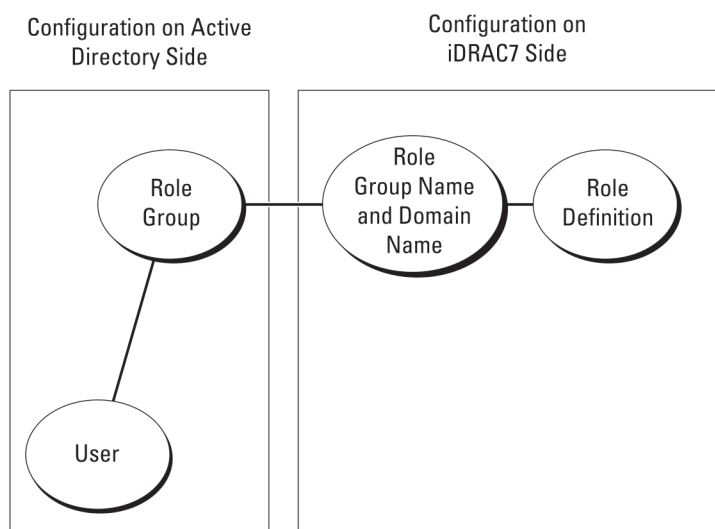 Configuration on Active
Directory Side
Configuration on
iDRAC7 Side
Role
Group
Role
Group Name
and Domain
Name
Role
Definition
User